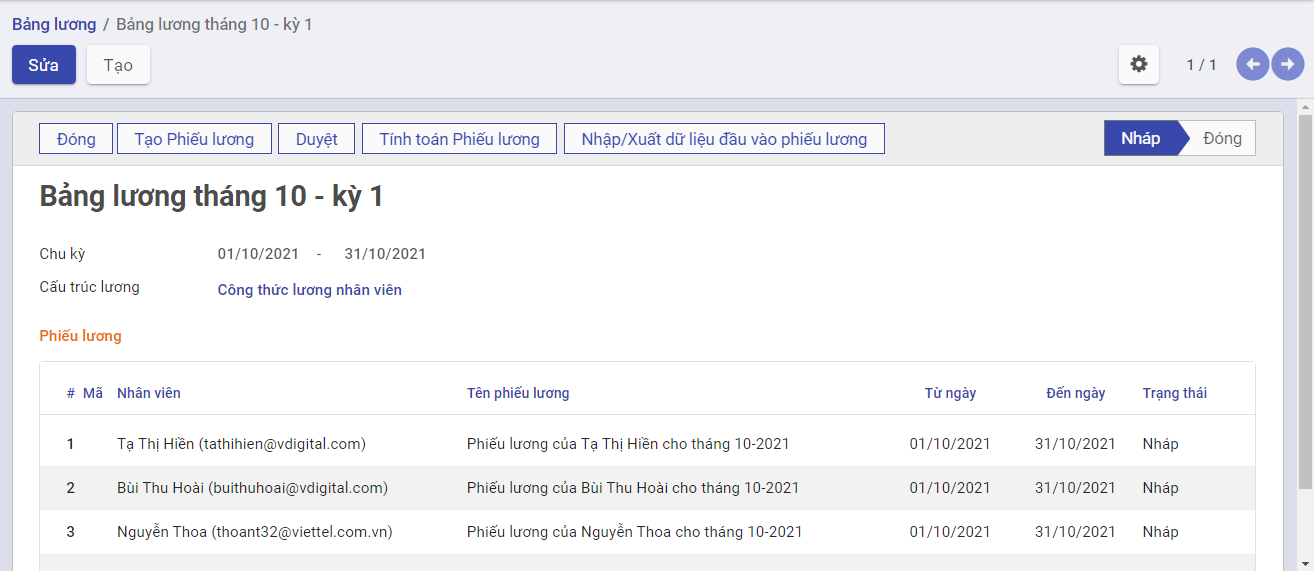 Bảng lương / Bảng lương tháng 10 - kỳ 1
Sửa Tạo 1 / 1
Đóng Tạo Phiếu lương Duyệt Tính toán Phiếu lương Nhập/Xuất dữ liệu đầu vào phiếu lương Nháp Đóng
Bảng lương tháng 10 - kỳ 1
Chu kỳ 01/10/2021 - 31/10/2021
Cấu trúc lương Công thức lương nhân viên
Phiếu lương
# Mã Nhân viên Tên phiếu lương Từ ngày Đến ngày Trạng thái
1 Tạ Thị Hiền (tathihien@vdigital.com) Phiếu lương của Tạ Thị Hiền cho tháng 10-2021 01/10/2021 31/10/2021 Nháp
2 Bùi Thu Hoài (buithuhoai@vdigital.com) Phiếu lương của Bùi Thu Hoài cho tháng 10-2021 01/10/2021 31/10/2021 Nháp
3 Nguyễn Thoa (thoant32@viettel.com.vn) Phiếu lương của Nguyễn Thoa cho tháng 10-2021 01/10/2021 31/10/2021 Nháp